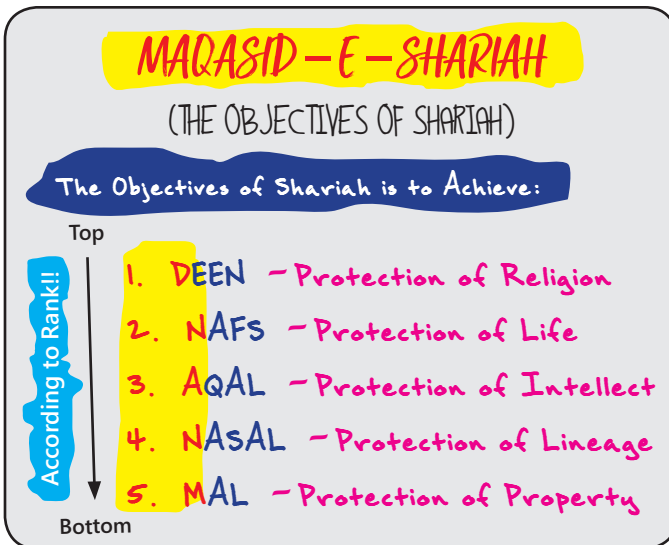 MAQASID – E – SHARIAH
(THE OBJECTIVES OF SHARIAH)
The Objectives of Shariah is to Achieve:
Top
According to Rank!!
1. DEEN – Protection of Religion
2. NAFS – Protection of Life
3. AQAL – Protection of Intellect
4. NASAL – Protection of Lineage
5. MAL – Protection of Property
Bottom